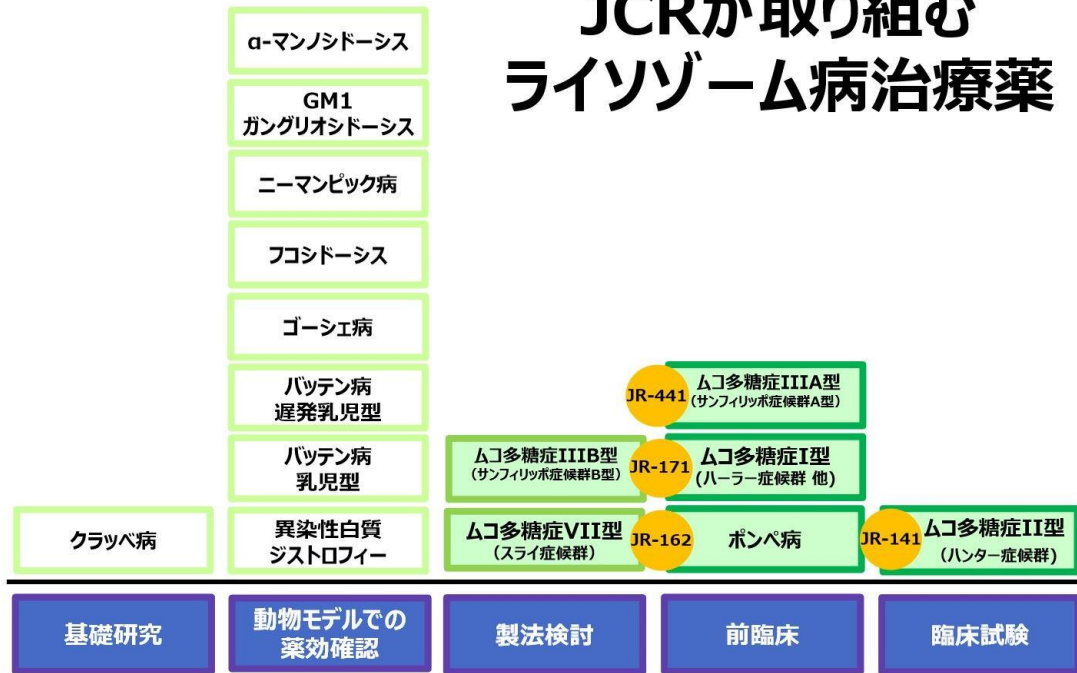 JCRが取り組む
ライソゾーム病治療薬
α-マンノシドーシス
GM1
ガングリオシドーシス
ニーマンピック病
フコシドーシス
ゴーシェ病
バッテン病
遅発乳児型
JR-441
ムコ多糖症IIIA型
(サンフィリッポ症候群A型)
バッテン病
乳児型
ムコ多糖症IIIB型
(サンフィリッポ症候群B型)
JR-171
ムコ多糖症I型
(ハーラー症候群 他)
クラッベ病
異染性白質
ジストロフィー
ムコ多糖症VII型
(スライ症候群)
JR-162
ポンペ病
JR-141
ムコ多糖症II型
(ハンター症候群)
基礎研究
動物モデルでの
薬効確認
製法検討
前臨床
臨床試験